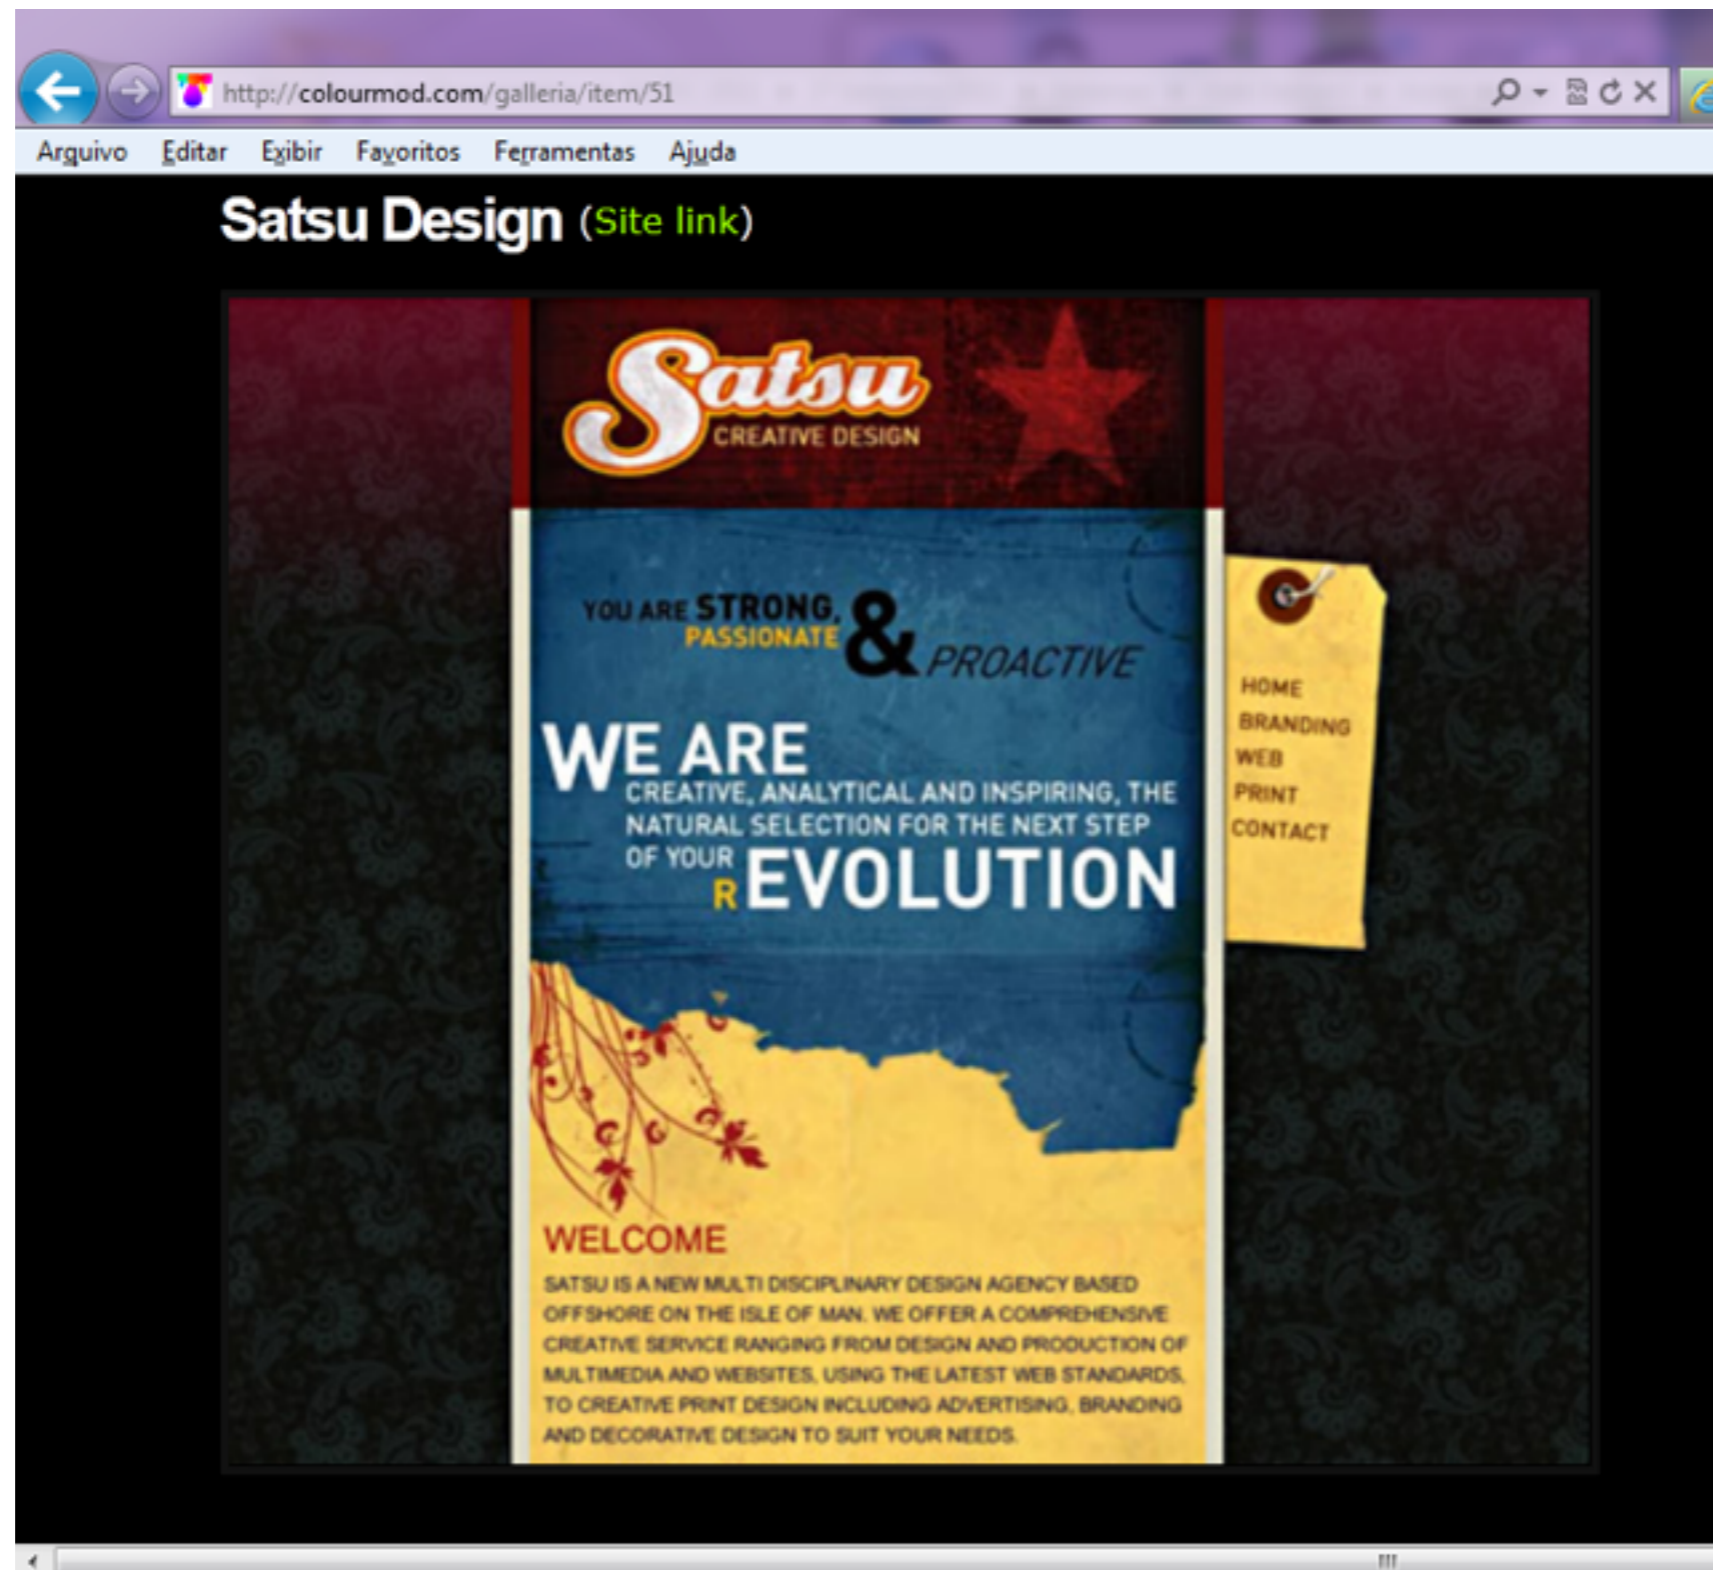 http://colourmod.com/galleria/item/51
Arquivo Editar Exibir Favoritos Ferramentas Ajuda
Satsu Design (Site link)
Satsu
CREATIVE DESIGN
YOU ARE STRONG,
PASSIONATE
& PROACTIVE
WE ARE
CREATIVE, ANALYTICAL AND INSPIRING, THE
NATURAL SELECTION FOR THE NEXT STEP
OF YOUR
R EVOLUTION
HOME
BRANDING
WEB
PRINT
CONTACT
WELCOME
SATSU IS A NEW MULTI DISCIPLINARY DESIGN AGENCY BASED
OFFSHORE ON THE ISLE OF MAN. WE OFFER A COMPREHENSIVE
CREATIVE SERVICE RANGING FROM DESIGN AND PRODUCTION OF
MULTIMEDIA AND WEBSITES, USING THE LATEST WEB STANDARDS,
TO CREATIVE PRINT DESIGN INCLUDING ADVERTISING, BRANDING
AND DECORATIVE DESIGN TO SUIT YOUR NEEDS.